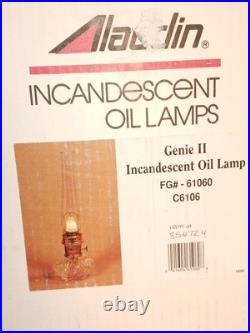 Aladdin®
INCANDESCENT
OIL LAMPS
Genie II
Incandescent Oil Lamp
FG# - 61060
C6106